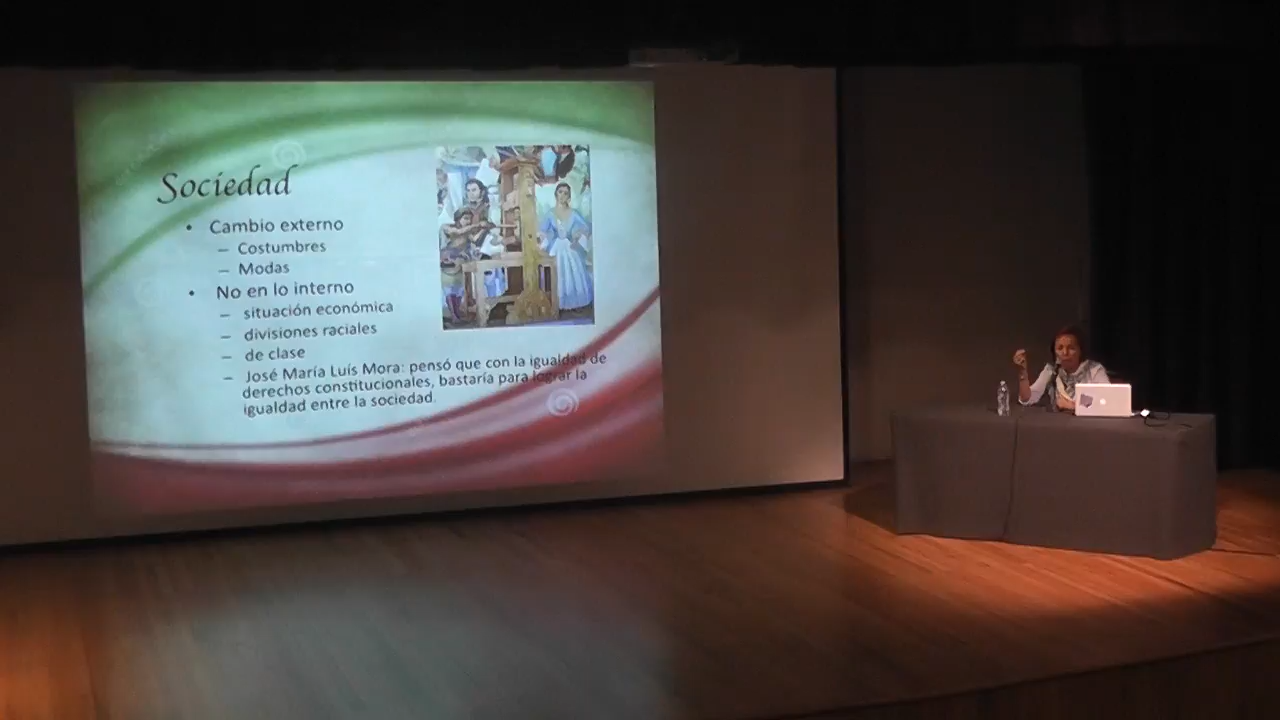 Sociedad
• Cambio externo
– Costumbres
– Modas
• No en lo interno
– situación económica
– divisiones raciales
– de clase
– José María Luís Mora: pensó que con la igualdad de
derechos constitucionales, bastaría para lograr la
igualdad entre la sociedad.